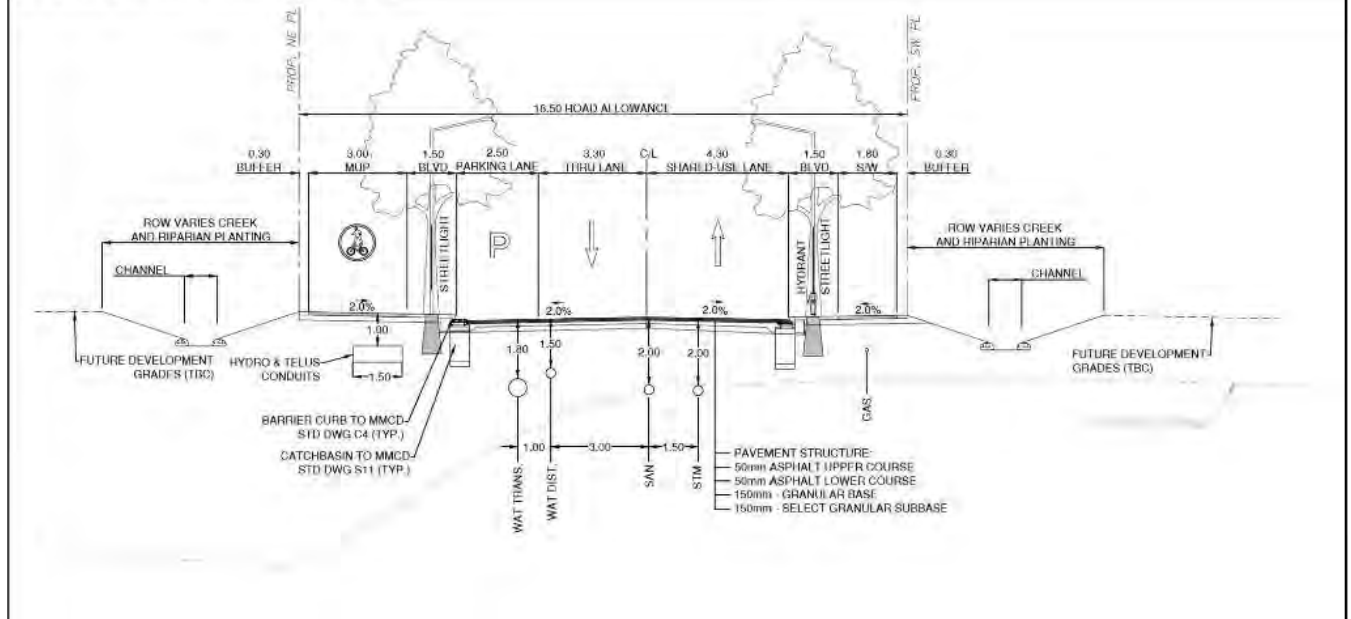 PROP. NE PL
PROP. SW PL
18.50 ROAD ALLOWANCE
0.30 3.00 1.50 2.50 3.30 C/L 4.30 1.50 1.80 0.30
BUFFER MUP BLVD PARKING LANE THRU LANE SHARED-USE LANE BLVD S/W BUFFER
ROW VARIES CREEK
AND RIPARIAN PLANTING
CHANNEL
STREETLIGHT
P
HYDRANT
STREETLIGHT
ROW VARIES CREEK
AND RIPARIAN PLANTING
CHANNEL
2.0% 2.0% 2.0% 2.0%
1.00
FUTURE DEVELOPMENT
GRADES (TBC)
HYDRO & TELUS
CONDUITS
1.50
1.80 1.50 2.00 2.00
FUTURE DEVELOPMENT
GRADES (TBC)
BARRIER CURB TO MMCD
STD DWG C4 (TYP.)
CATCHBASIN TO MMCD
STD DWG S11 (TYP.)
1.00 3.00 1.50
WAT TRANS.
WAT DIST.
SAN
STM
GAS
PAVEMENT STRUCTURE:
50mm ASPHALT UPPER COURSE
50mm ASPHALT LOWER COURSE
150mm - GRANULAR BASE
150mm - SELECT GRANULAR SUBBASE